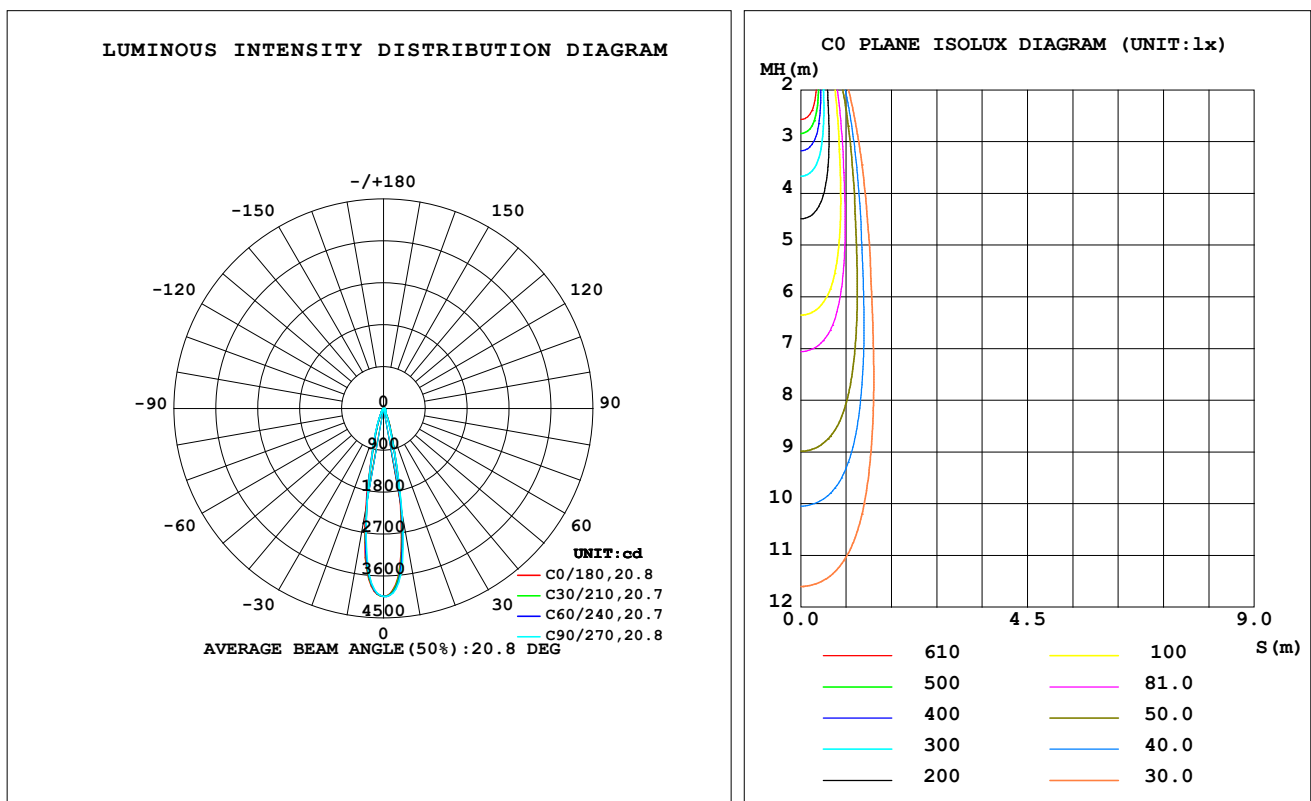 LUMINOUS INTENSITY DISTRIBUTION DIAGRAM
-/+180
-150 150
-120 120
-90 90
-60 60
-30 30
0
0
900
1800
2700
3600
4500
UNIT:cd
C0/180,20.8
C30/210,20.7
C60/240,20.7
C90/270,20.8
AVERAGE BEAM ANGLE(50%):20.8 DEG
C0 PLANE ISOLUX DIAGRAM (UNIT:lx)
MH(m)
2
3
4
5
6
7
8
9
10
11
12
0.0 4.5 9.0
S(m)
610 100
500 81.0
400 50.0
300 40.0
200 30.0